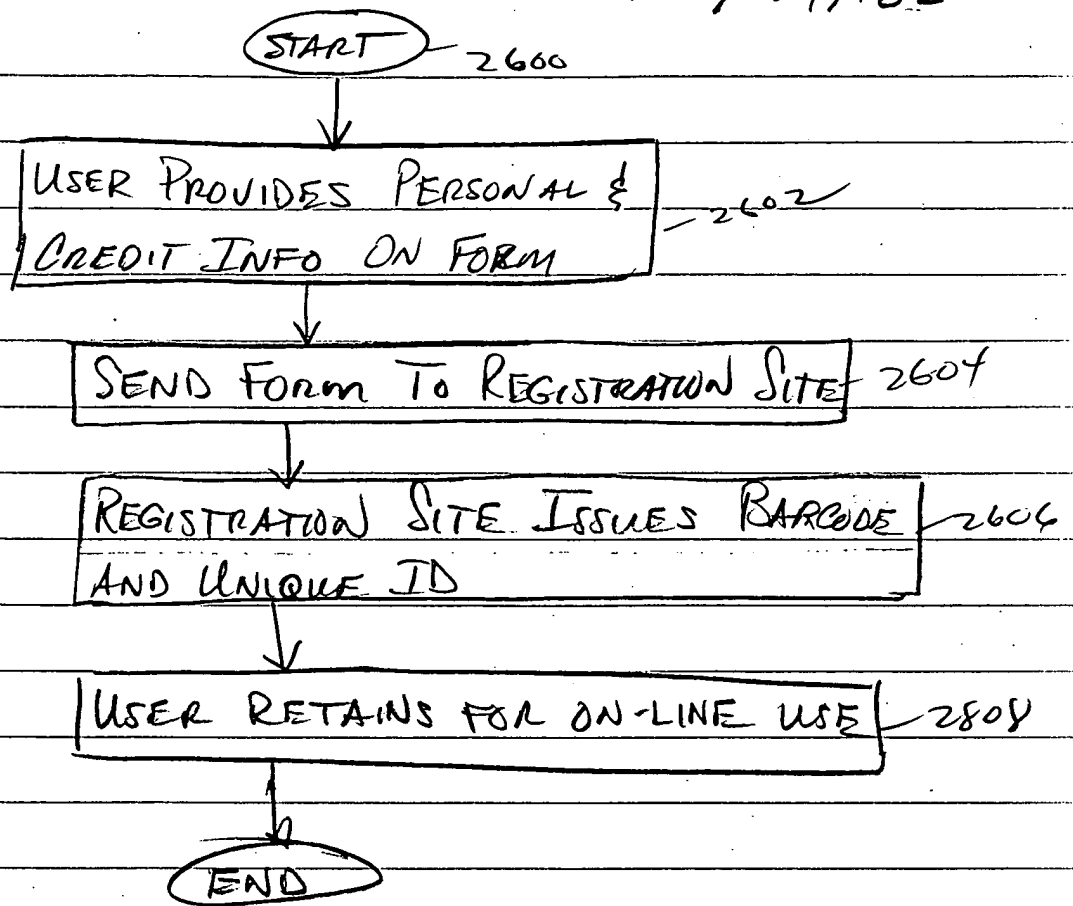 START 2600
USER PROVIDES PERSONAL &
2602
CREDIT INFO ON FORM
SEND FORM TO REGISTRATION SITE 2604
REGISTRATION SITE ISSUES BARCODE 2606
AND UNIQUE ID
USER RETAINS FOR ON-LINE USE 2808
END